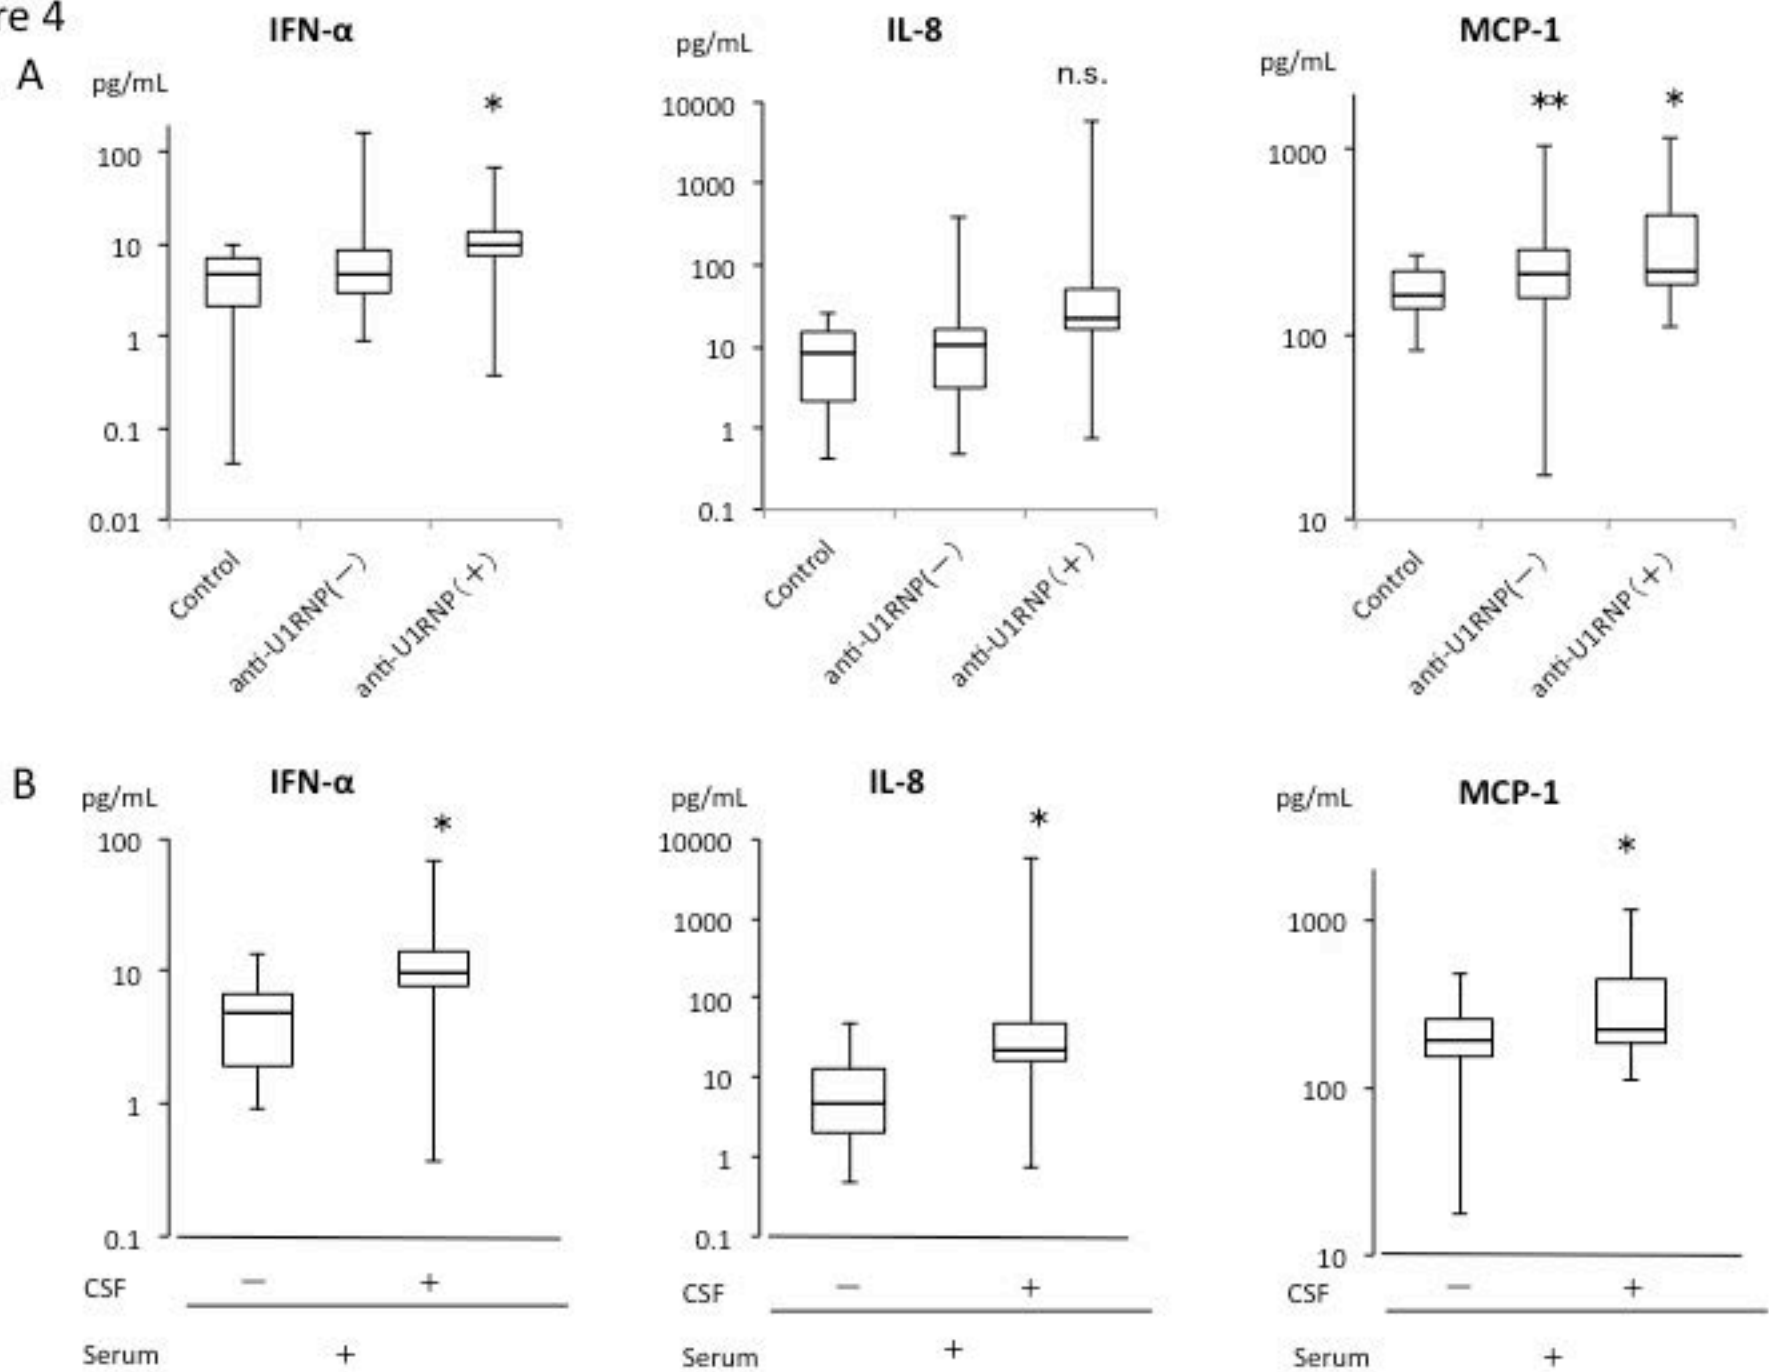 re 4
A
IFN-α
pg/mL
*
100
10
1
0.1
0.01
Control
anti-U1RNP(−)
anti-U1RNP(+)
IL-8
pg/mL
n.s.
10000
1000
100
10
1
0.1
Control
anti-U1RNP(−)
anti-U1RNP(+)
MCP-1
pg/mL
**
*
1000
100
10
Control
anti-U1RNP(−)
anti-U1RNP(+)
B
IFN-α
pg/mL
*
100
10
1
0.1
CSF − +
Serum +
IL-8
pg/mL
*
10000
1000
100
10
1
0.1
CSF − +
Serum +
MCP-1
pg/mL
*
1000
100
10
CSF − +
Serum +